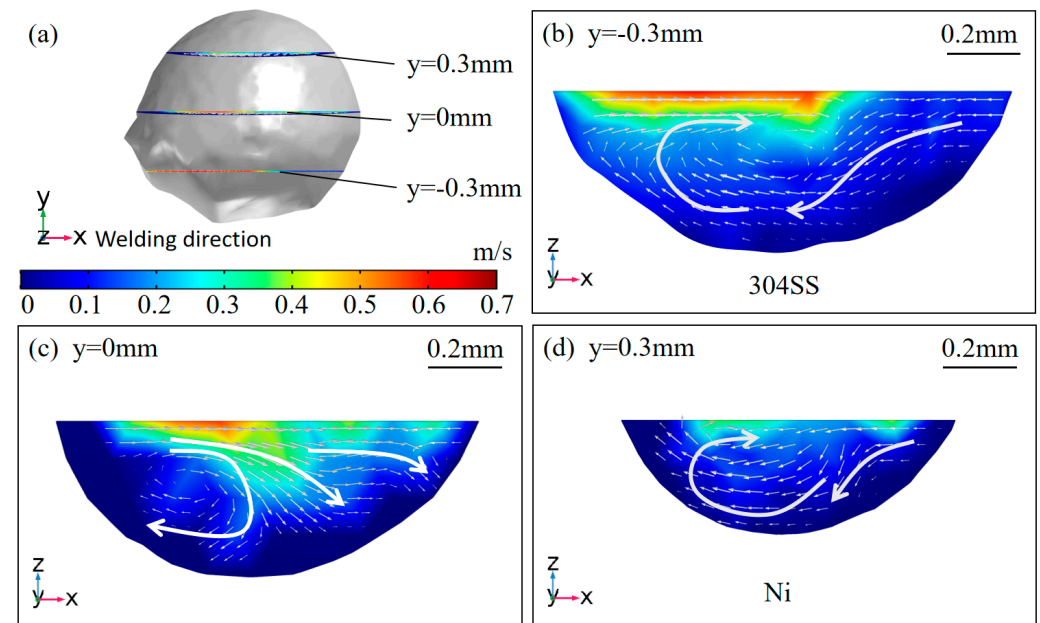 (a)
y=0.3mm
y=0mm
y=-0.3mm
y
z x Welding direction
m/s
0 0.1 0.2 0.3 0.4 0.5 0.6 0.7
(b) y=-0.3mm 0.2mm
z
y x
304SS
(c) y=0mm 0.2mm
z
y x
(d) y=0.3mm 0.2mm
z
y x
Ni